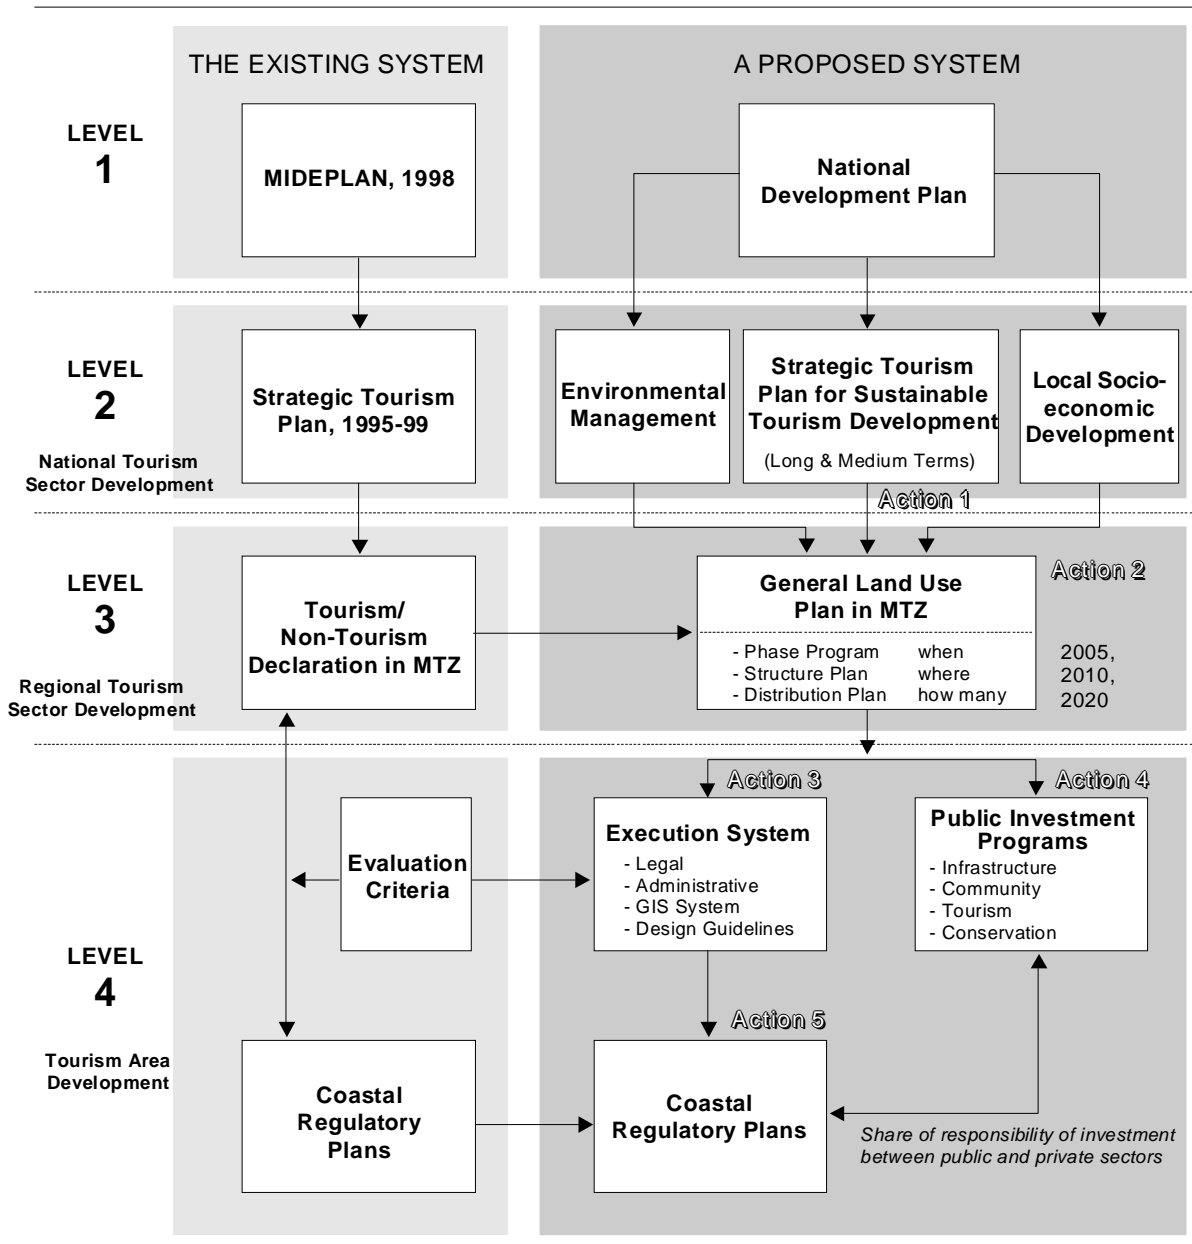 THE EXISTING SYSTEM
A PROPOSED SYSTEM
LEVEL
1
MIDEPLAN, 1998
National
Development Plan
LEVEL
2
National Tourism
Sector Development
Strategic Tourism
Plan, 1995-99
Environmental
Management
Strategic Tourism
Plan for Sustainable
Tourism Development
(Long & Medium Terms)
Local Socio-
economic
Development
Action 1
LEVEL
3
Regional Tourism
Sector Development
Tourism/
Non-Tourism
Declaration in MTZ
General Land Use
Plan in MTZ
- Phase Program when
- Structure Plan where
- Distribution Plan how many
Action 2
2005,
2010,
2020
LEVEL
4
Tourism Area
Development
Evaluation
Criteria
Action 3
Execution System
- Legal
- Administrative
- GIS System
- Design Guidelines
Action 4
Public Investment
Programs
- Infrastructure
- Community
- Tourism
- Conservation
Action 5
Coastal
Regulatory
Plans
Coastal
Regulatory Plans
Share of responsibility of investment
between public and private sectors